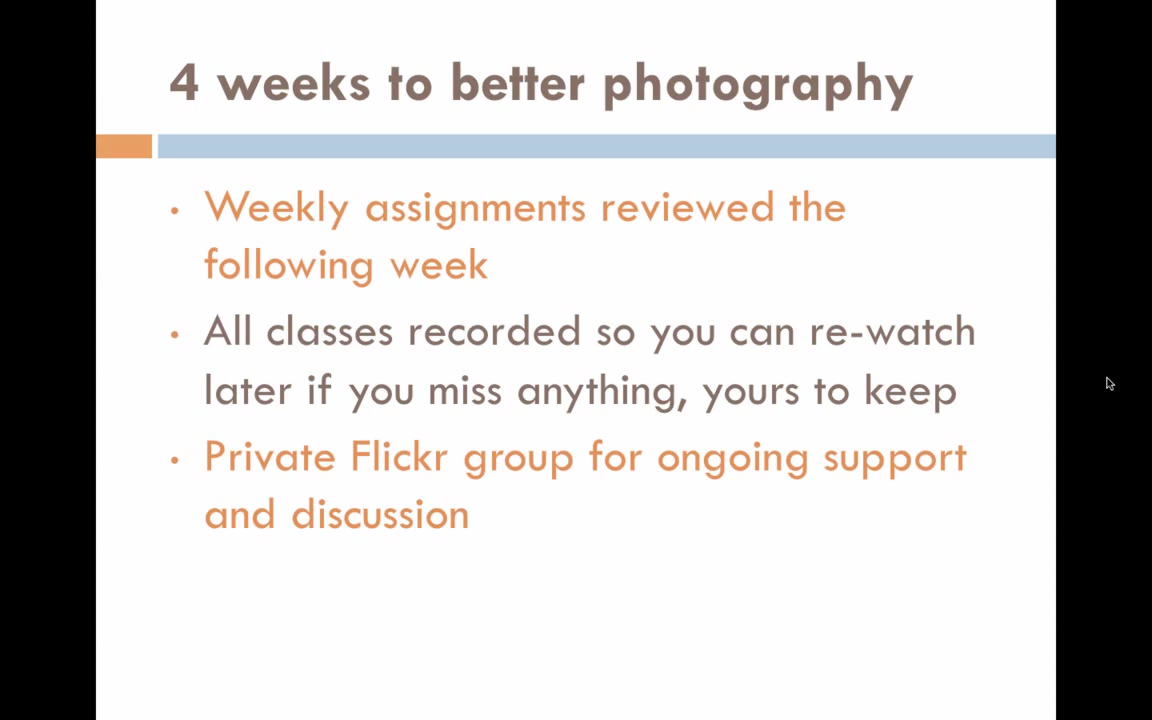 4 weeks to better photography
• Weekly assignments reviewed the
following week
• All classes recorded so you can re-watch
later if you miss anything, yours to keep
• Private Flickr group for ongoing support
and discussion